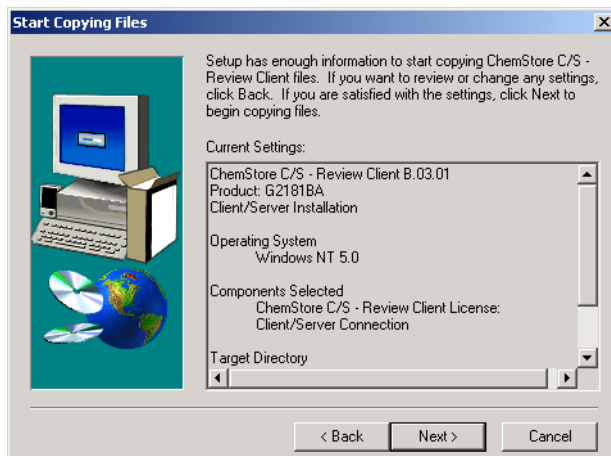 Start Copying Files
Setup has enough information to start copying ChemStore C/S -
Review Client files. If you want to review or change any settings,
click Back. If you are satisfied with the settings, click Next to
begin copying files.
Current Settings:
ChemStore C/S - Review Client B.03.01
Product: G2181BA
Client/Server Installation
Operating System
Windows NT 5.0
Components Selected
ChemStore C/S - Review Client License:
Client/Server Connection
Target Directory
< Back
Next >
Cancel